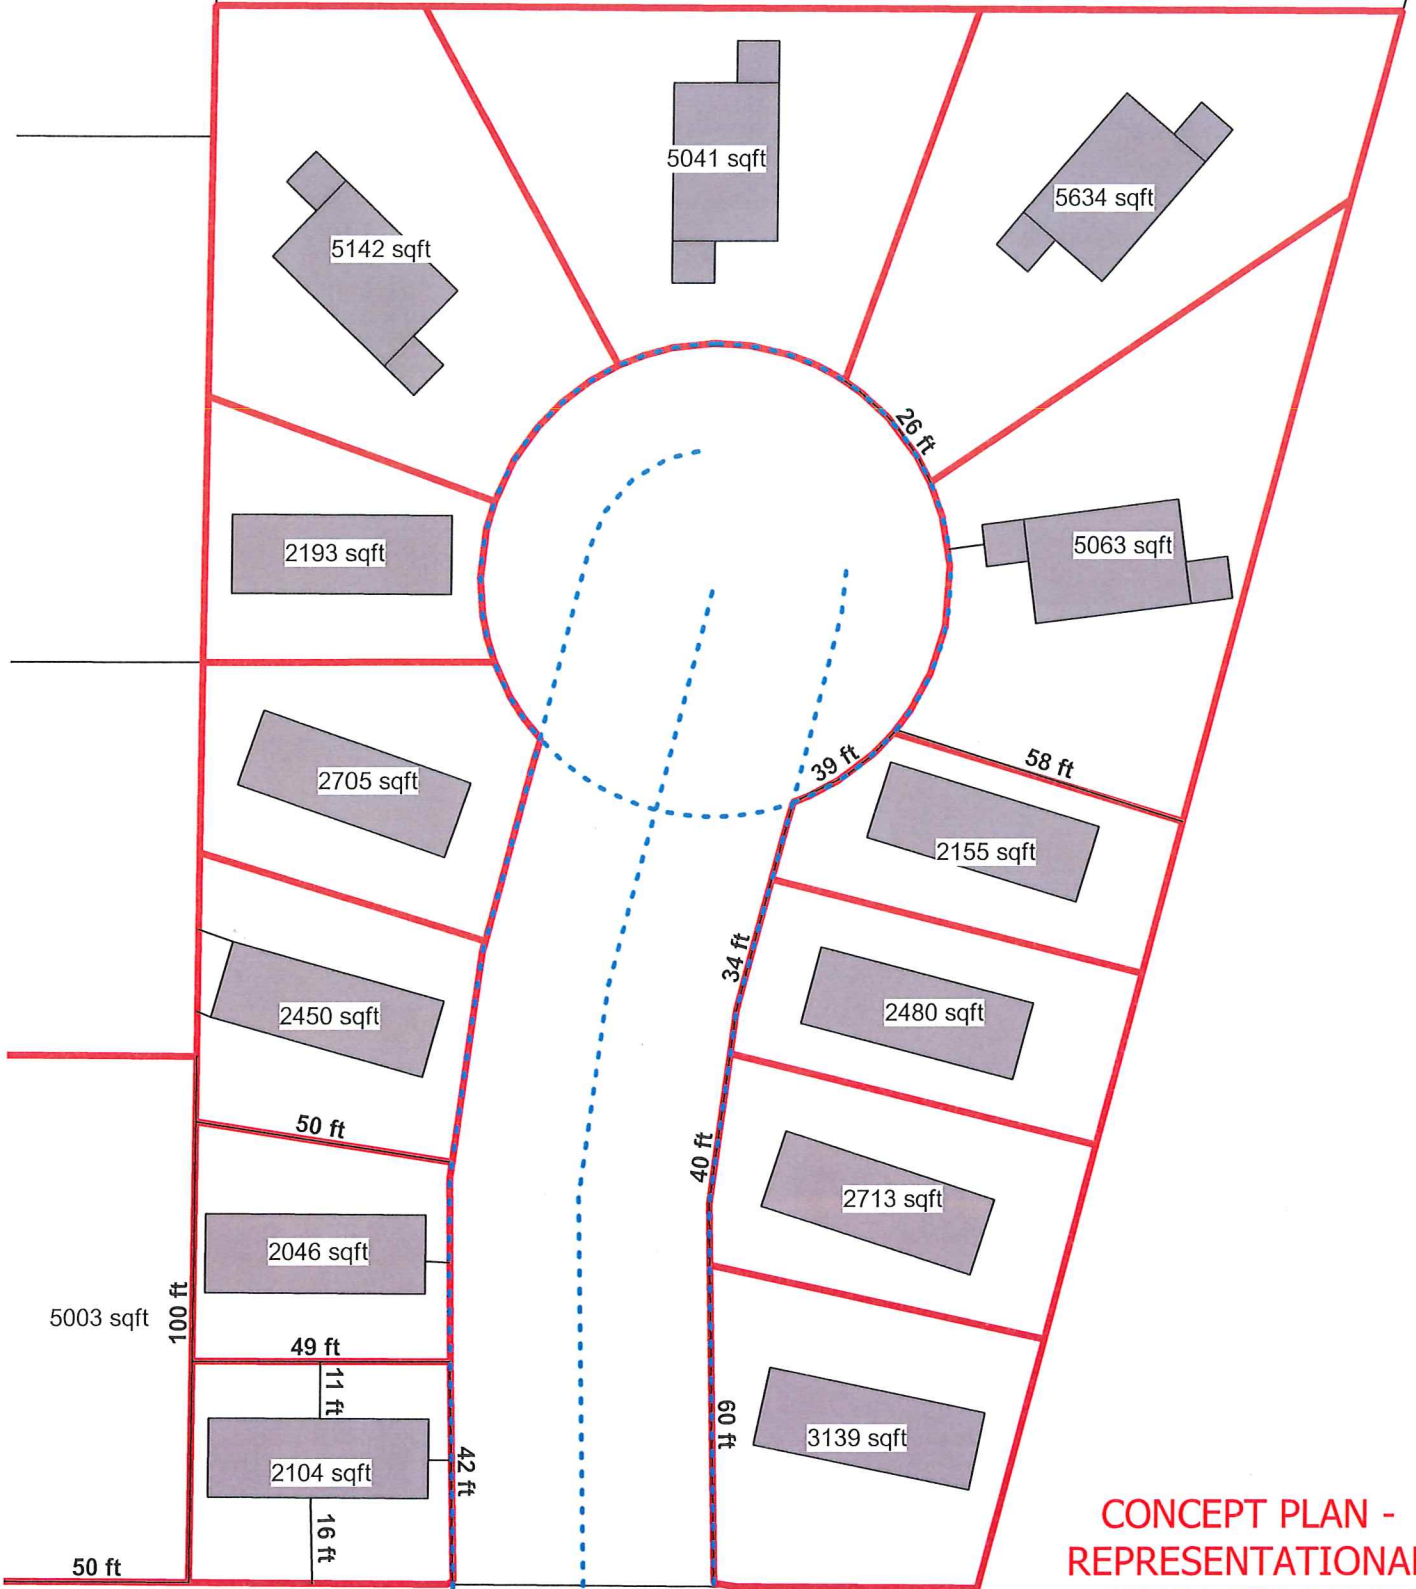 5041 sqft
5634 sqft
5142 sqft
26 ft
2193 sqft
5063 sqft
39 ft
58 ft
2705 sqft
2155 sqft
34 ft
2450 sqft
2480 sqft
50 ft
40 ft
2713 sqft
2046 sqft
5003 sqft
100 ft
49 ft
11 ft
60 ft
3139 sqft
2104 sqft
42 ft
16 ft
50 ft
CONCEPT PLAN -
REPRESENTATIONAL